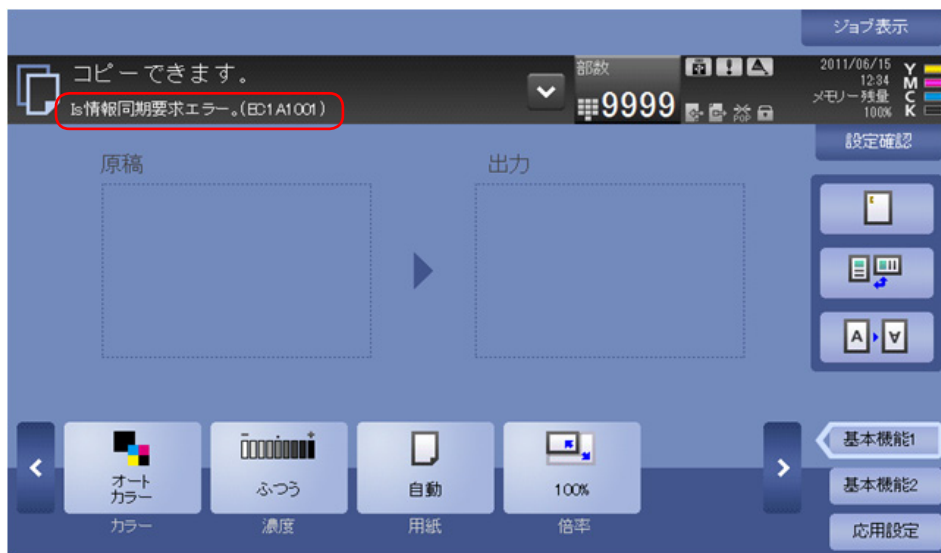 ジョブ表示
コピーできます。
Is情報同期要求エラー。(EC1A1001)
部数
9999
POP
2011/06/15
12:34
メモリー残量
100%
Y
M
C
K
設定確認
原稿
出力
A
基本機能1
オート
カラー
ふつう
自動
100%
基本機能2
カラー
濃度
用紙
倍率
応用設定